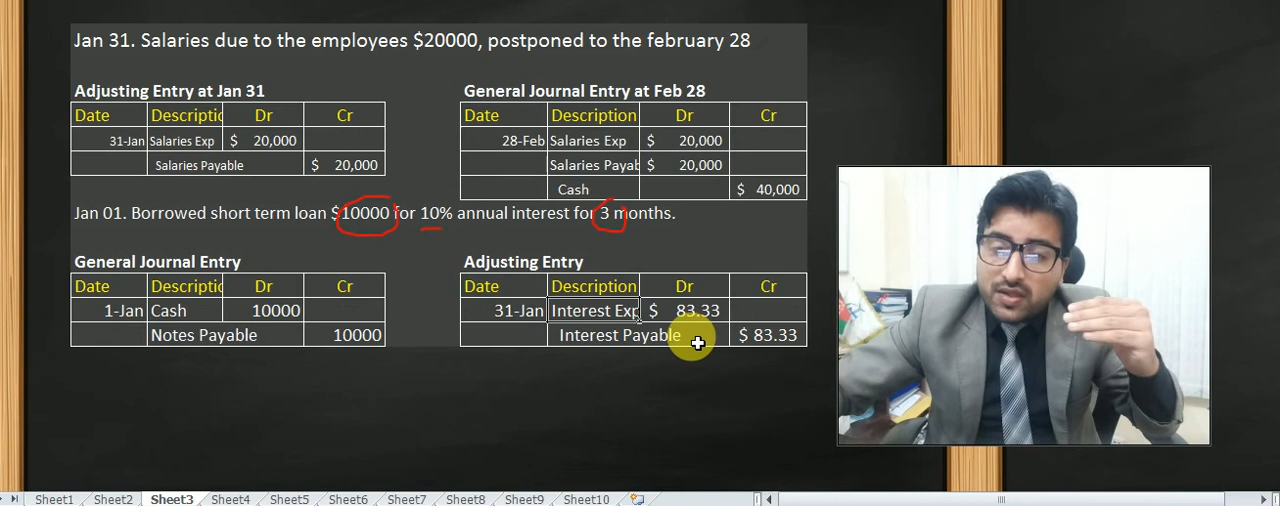 Jan 31. Salaries due to the employees $20000, postponed to the february 28
Adjusting Entry at Jan 31
Date Descriptic Dr Cr
31-Jan Salaries Exp $ 20,000
Salaries Payable $ 20,000
General Journal Entry at Feb 28
Date Description Dr Cr
28-Feb Salaries Exp $ 20,000
Salaries Payab $ 20,000
Cash $ 40,000
Jan 01. Borrowed short term loan $10000 for 10% annual interest for 3 months.
General Journal Entry
Date Descriptic Dr Cr
1-Jan Cash 10000
Notes Payable 10000
Adjusting Entry
Date Description Dr Cr
31-Jan Interest Exp $ 83.33
Interest Payable $ 83.33
Sheet1 Sheet2 Sheet3 Sheet4 Sheet5 Sheet6 Sheet7 Sheet8 Sheet9 Sheet10